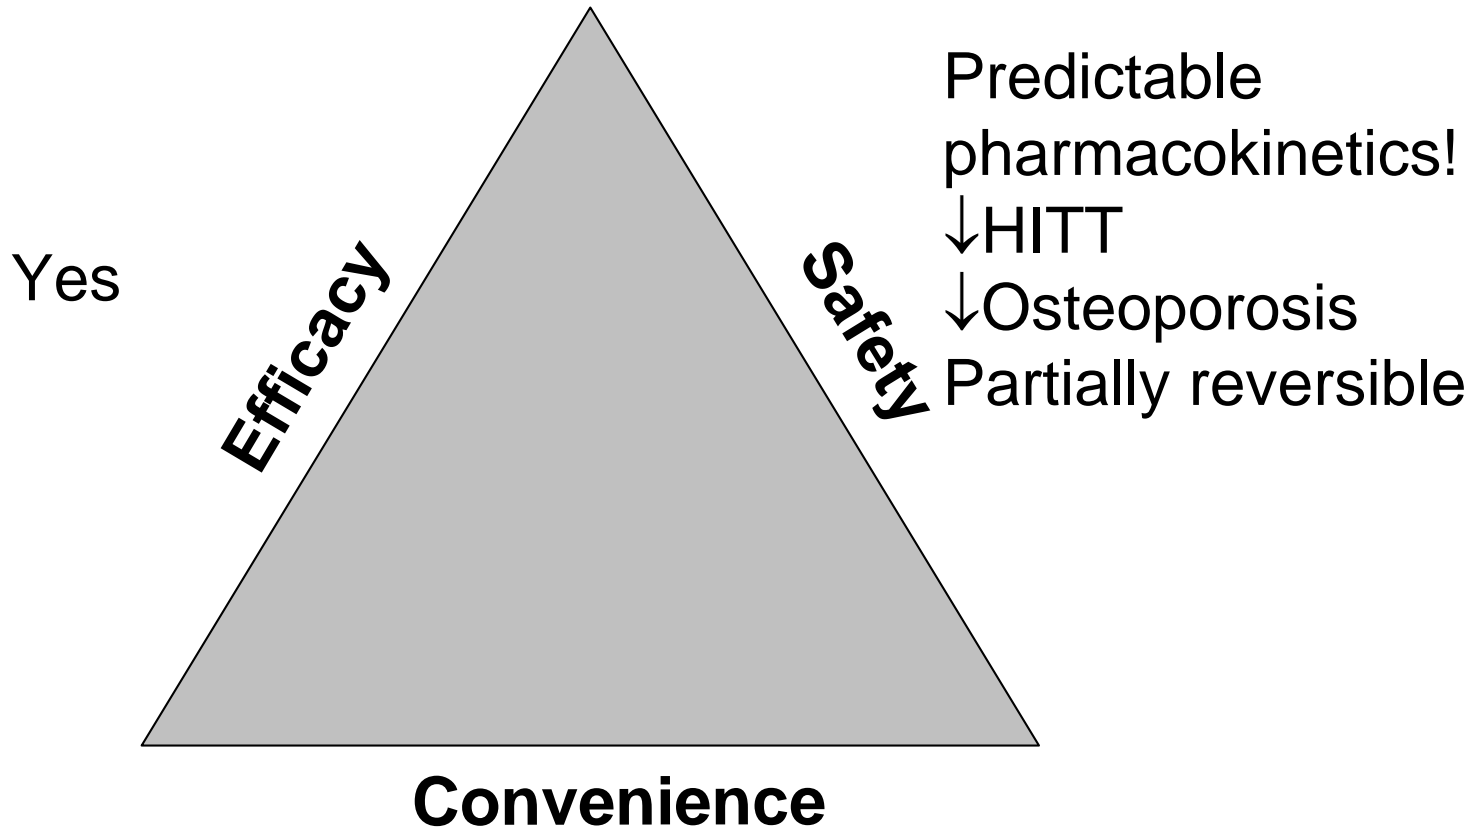 Yes
Efficacy
Safety
Predictable
pharmacokinetics!
↓HITT
↓Osteoporosis
Partially reversible
Convenience